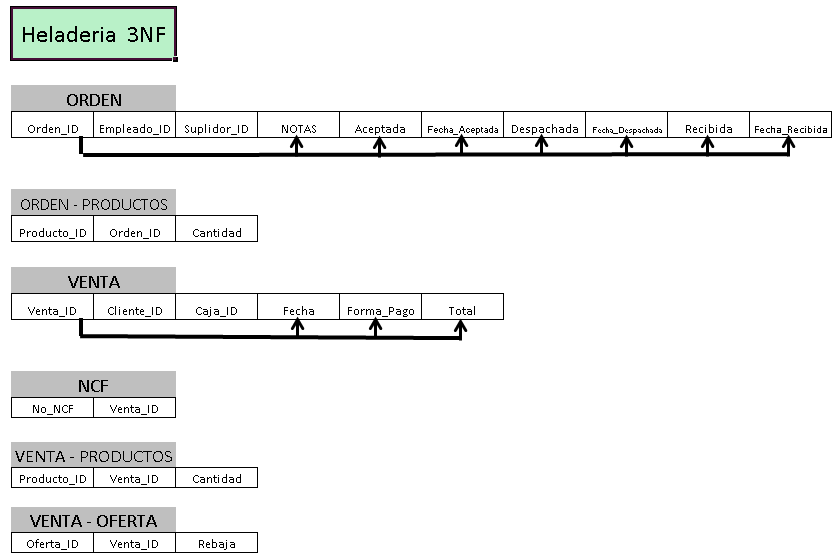 Heladeria 3NF
ORDEN
Orden_ID Empleado_ID Suplidor_ID NOTAS Aceptada Fecha_Aceptada Despachada Fecha_Despachada Recibida Fecha_Recibida
ORDEN - PRODUCTOS
Producto_ID Orden_ID Cantidad
VENTA
Venta_ID Cliente_ID Caja_ID Fecha Forma_Pago Total
NCF
No_NCF Venta_ID
VENTA - PRODUCTOS
Producto_ID Venta_ID Cantidad
VENTA - OFERTA
Oferta_ID Venta_ID Rebaja